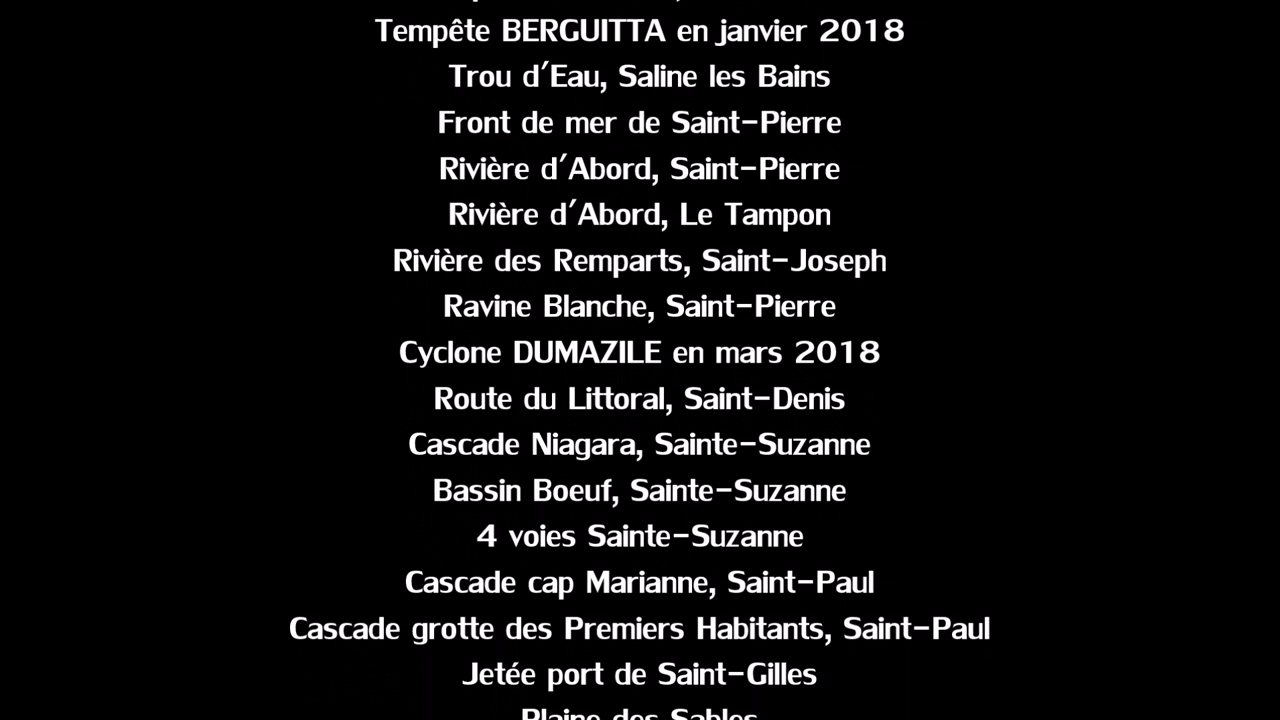 Tempête BERGUITTA en janvier 2018
Trou d'Eau, Saline les Bains
Front de mer de Saint-Pierre
Rivière d'Abord, Saint-Pierre
Rivière d'Abord, Le Tampon
Rivière des Remparts, Saint-Joseph
Ravine Blanche, Saint-Pierre
Cyclone DUMAZILE en mars 2018
Route du Littoral, Saint-Denis
Cascade Niagara, Sainte-Suzanne
Bassin Boeuf, Sainte-Suzanne
4 voies Sainte-Suzanne
Cascade cap Marianne, Saint-Paul
Cascade grotte des Premiers Habitants, Saint-Paul
Jetée port de Saint-Gilles
Plaine des Sables